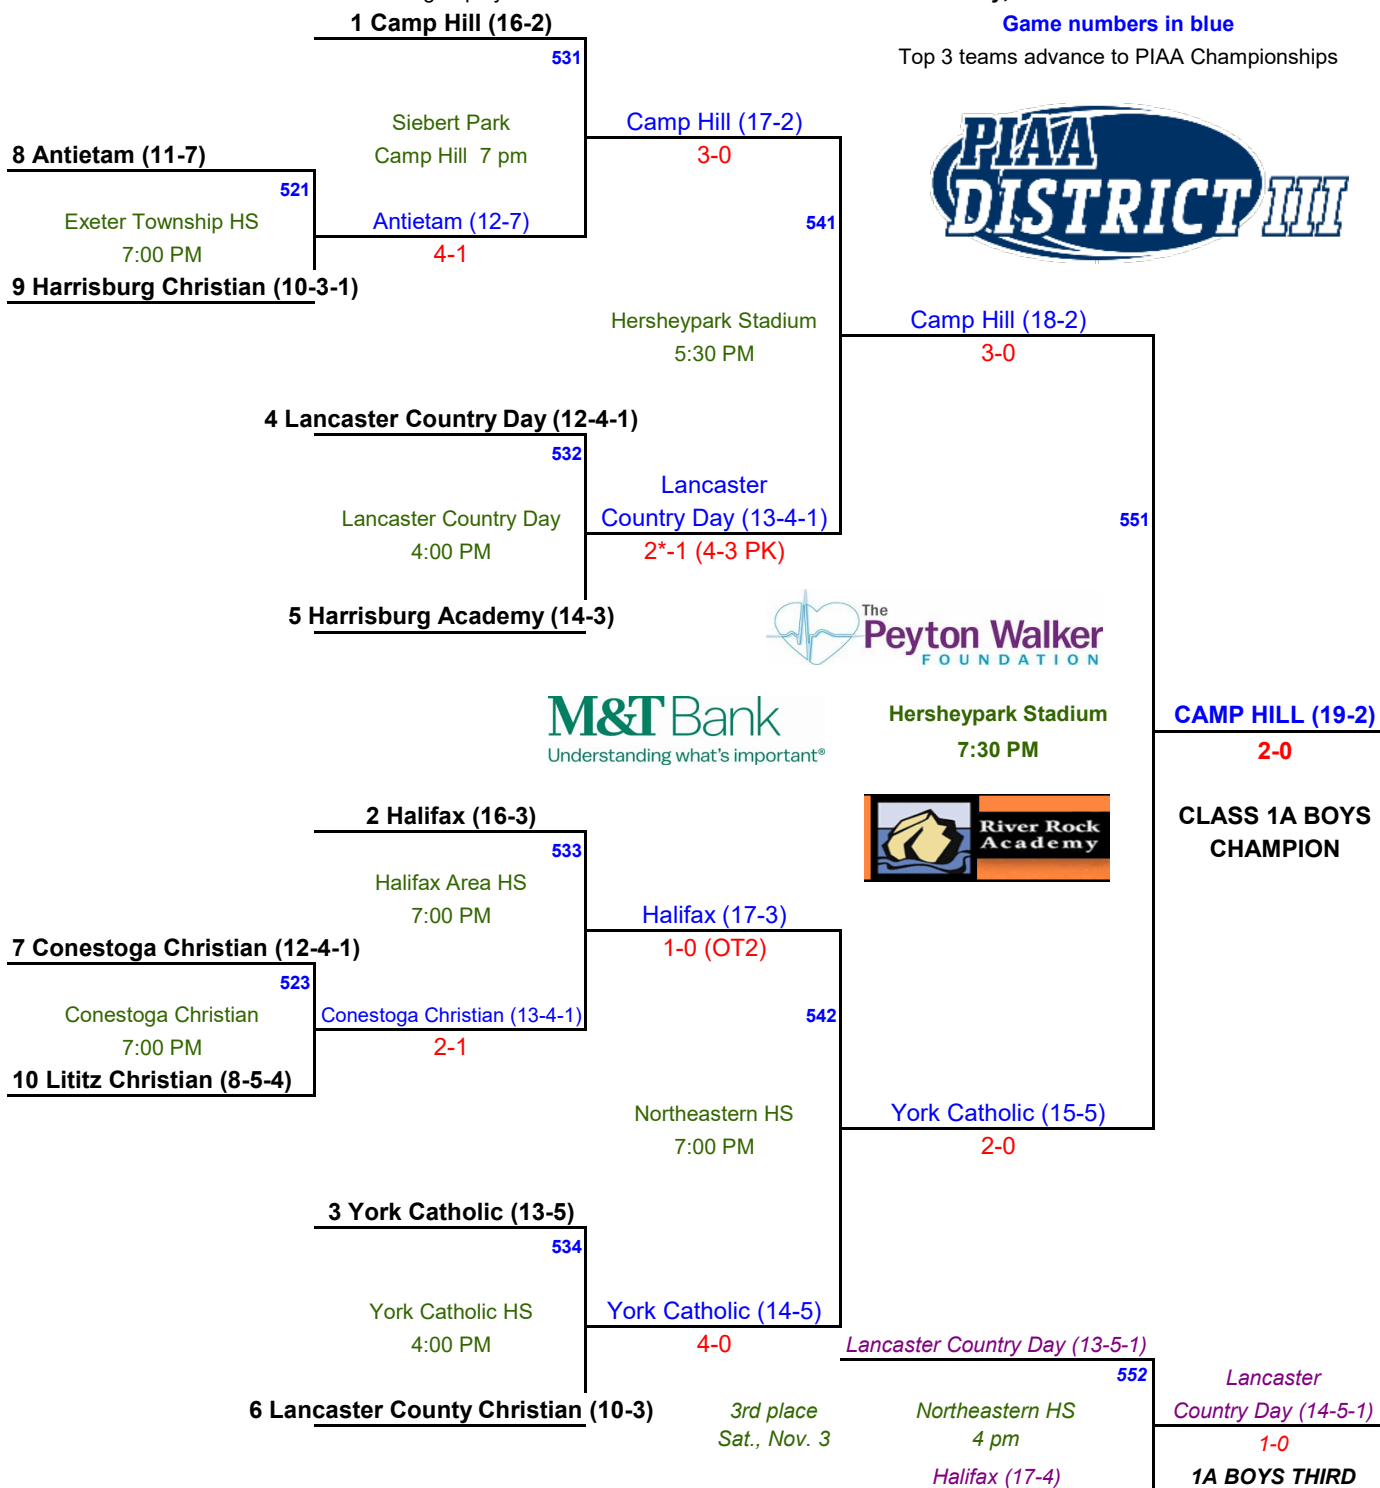 1 Camp Hill (16-2)
Game numbers in blue
531
Top 3 teams advance to PIAA Championships
Siebert Park
Camp Hill (17-2)
PIAA
DISTRICT III
8 Antietam (11-7)
Camp Hill 7 pm
3-0
521
Exeter Township HS
Antietam (12-7)
541
7:00 PM
4-1
9 Harrisburg Christian (10-3-1)
Hersheypark Stadium
Camp Hill (18-2)
5:30 PM
3-0
4 Lancaster Country Day (12-4-1)
532
Lancaster
Lancaster Country Day
Country Day (13-4-1)
551
4:00 PM
2*-1 (4-3 PK)
5 Harrisburg Academy (14-3)
The
Peyton Walker
FOUNDATION
M&T Bank
Understanding what's important®
Hersheypark Stadium
CAMP HILL (19-2)
7:30 PM
2-0
2 Halifax (16-3)
River Rock
Academy
CLASS 1A BOYS
CHAMPION
533
Halifax Area HS
7:00 PM
Halifax (17-3)
7 Conestoga Christian (12-4-1)
1-0 (OT2)
523
Conestoga Christian
Conestoga Christian (13-4-1)
542
7:00 PM
2-1
10 Lititz Christian (8-5-4)
Northeastern HS
York Catholic (15-5)
7:00 PM
2-0
3 York Catholic (13-5)
534
York Catholic HS
York Catholic (14-5)
4:00 PM
4-0
Lancaster Country Day (13-5-1)
552
Lancaster
6 Lancaster County Christian (10-3)
3rd place
Northeastern HS
Country Day (14-5-1)
Sat., Nov. 3
4 pm
1-0
Halifax (17-4)
1A BOYS THIRD